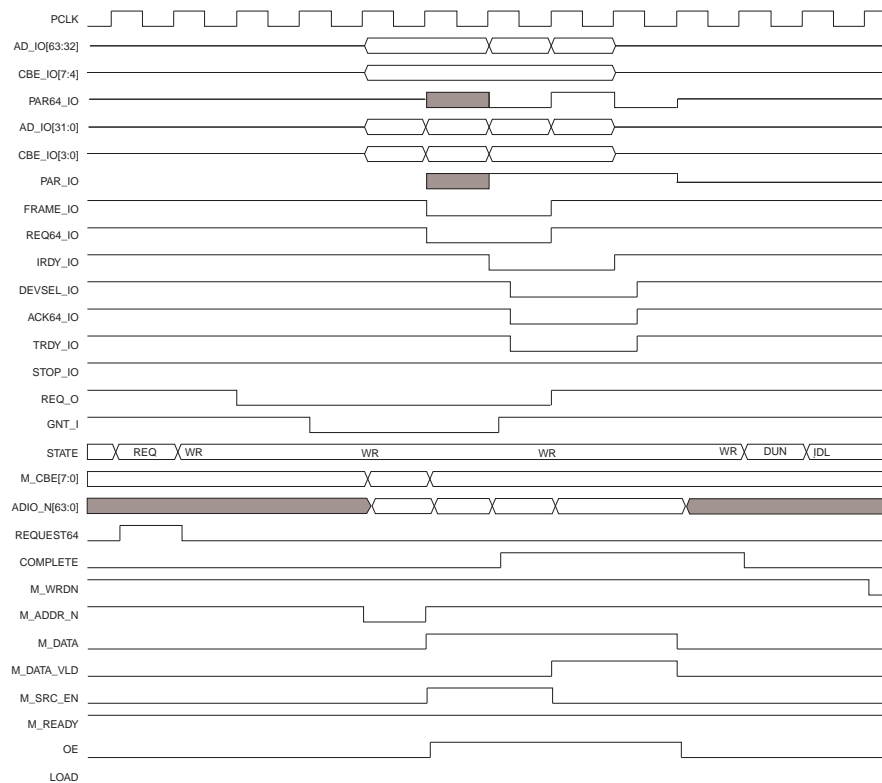 PCLK
AD_IO[63:32]
CBE_IO[7:4]
PAR64_IO
AD_IO[31:0]
CBE_IO[3:0]
PAR_IO
FRAME_IO
REQ64_IO
IRDY_IO
DEVSEL_IO
ACK64_IO
TRDY_IO
STOP_IO
REQ_O
GNT_I
STATE REQ WR WR WR WR DUN IDL
M_CBE[7:0]
ADIO_N[63:0]
REQUEST64
COMPLETE
M_WRDN
M_ADDR_N
M_DATA
M_DATA_VLD
M_SRC_EN
M_READY
OE
LOAD